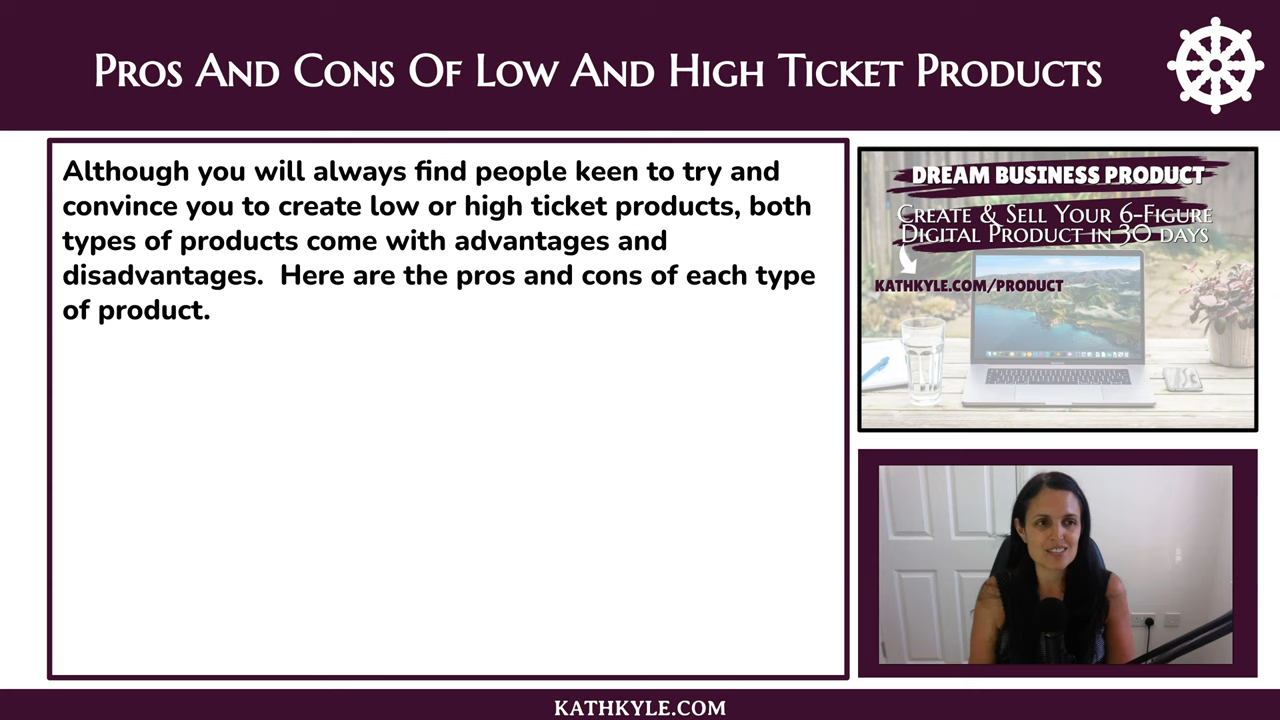 Pros And Cons Of Low And High Ticket Products
Although you will always find people keen to try and
convince you to create low or high ticket products, both
types of products come with advantages and
disadvantages.  Here are the pros and cons of each type
of product.
DREAM BUSINESS PRODUCT
Create & Sell Your 6-Figure
Digital Product in 30 days
KATHKYLE.COM/PRODUCT
KATHKYLE.COM